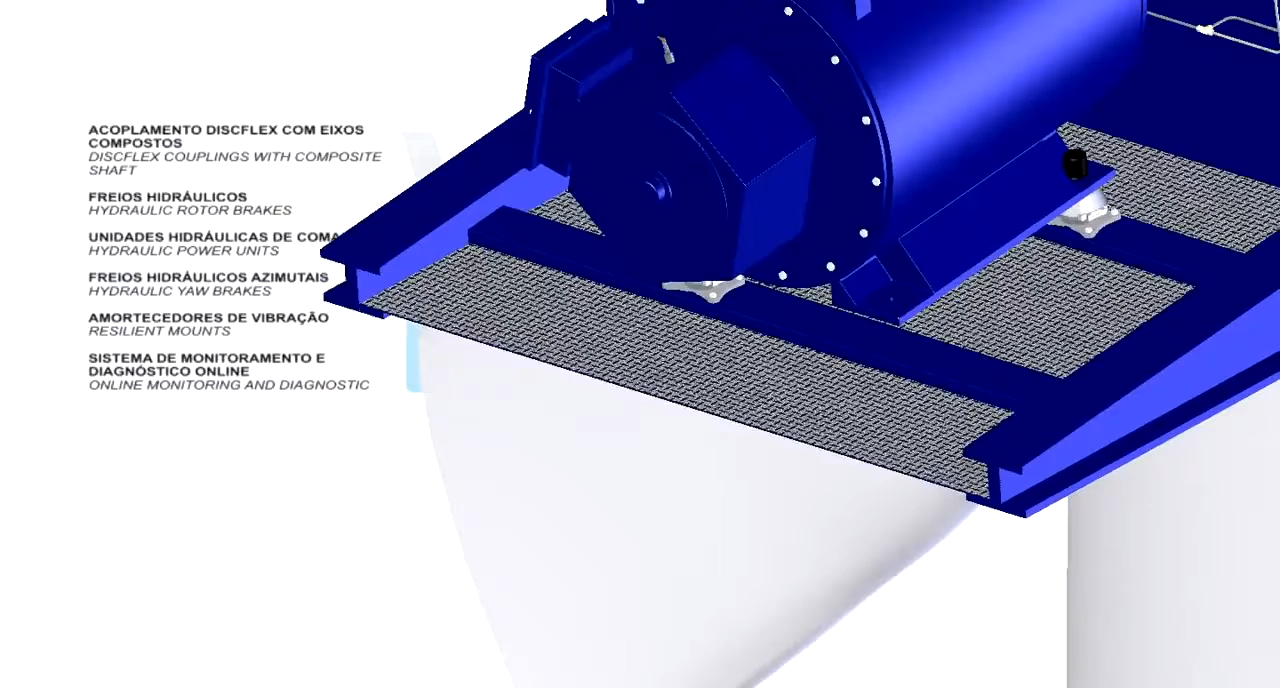 ACOPLAMENTO DISCFLEX COM EIXOS
COMPOSTOS
DISCFLEX COUPLINGS WITH COMPOSITE
SHAFT
FREIOS HIDRÁULICOS
HYDRAULIC ROTOR BRAKES
UNIDADES HIDRÁULICAS DE
HYDRAULIC POWER UNITS
FREIOS HIDRÁULICOS AZIMUTAIS
HYDRAULIC YAW BRAKES
AMORTECEDORES DE VIBRAÇÃO
RESILIENT MOUNTS
SISTEMA DE MONITORAMENTO E
DIAGNÓSTICO ONLINE
ONLINE MONITORING AND DIAGNOSTIC